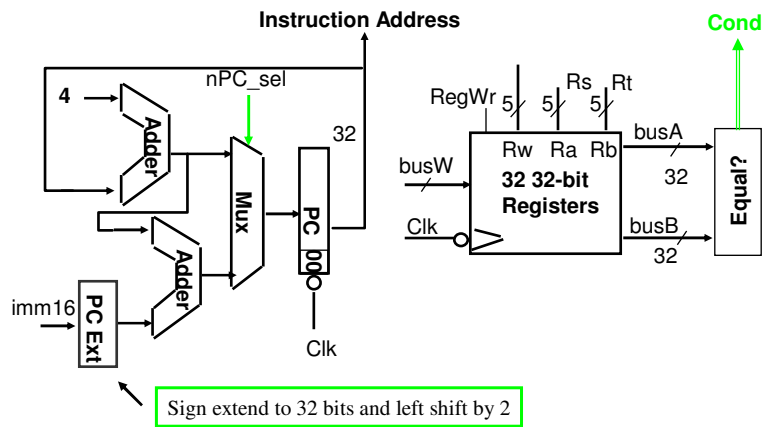 Instruction Address
Cond
nPC_sel
4
Adder
Mux
32
PC
00
Adder
imm16
PC Ext
Clk
Sign extend to 32 bits and left shift by 2
RegWr
5
Rs
5
Rt
5
busW
Rw
Ra
Rb
32 32-bit
Registers
Clk
busA
32
busB
32
Equal?